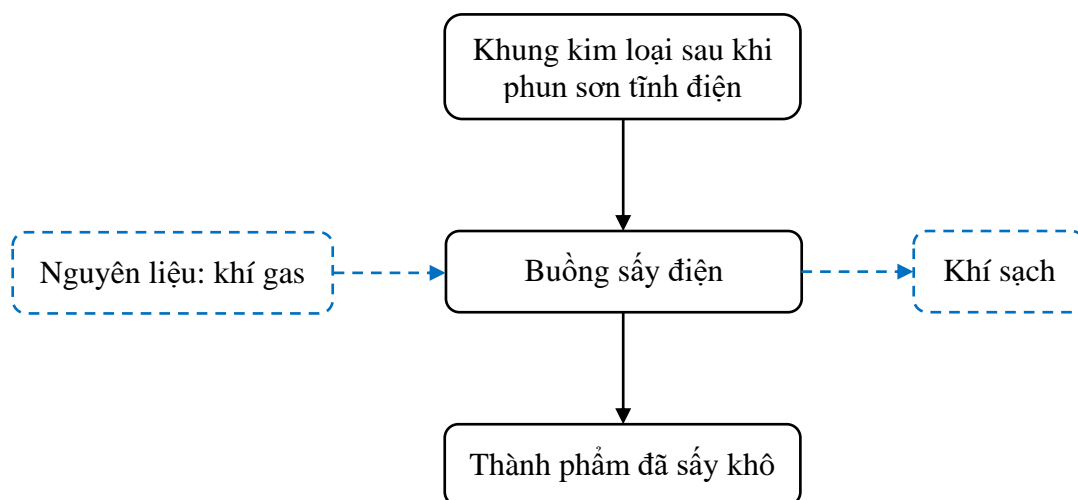 Khung kim loại sau khi
phun sơn tĩnh điện
Nguyên liệu: khí gas
Buồng sấy điện
Khí sạch
Thành phẩm đã sấy khô